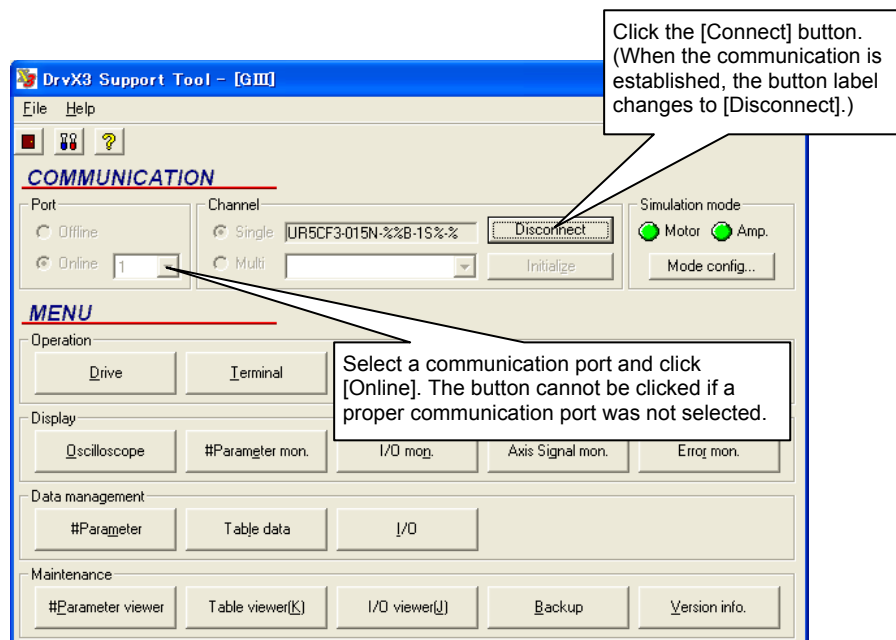 Click the [Connect] button.
(When the communication is
established, the button label
changes to [Disconnect].)
DrvX3 Support Tool - [GIII]
File Help
COMMUNICATION
Port
Offline
Online 1
Channel
Single UR5CF3-015N-%%B-1S%-%
Disconnect
Multi
Initialize
Simulation mode
Motor Amp.
Mode config...
MENU
Operation
Drive Terminal
Select a communication port and click
[Online]. The button cannot be clicked if a
proper communication port was not selected.
Display
Oscilloscope #Parameter mon. I/O mon. Axis Signal mon. Error mon.
Data management
#Parameter Table data I/O
Maintenance
#Parameter viewer Table viewer(K) I/O viewer(J) Backup Version info.